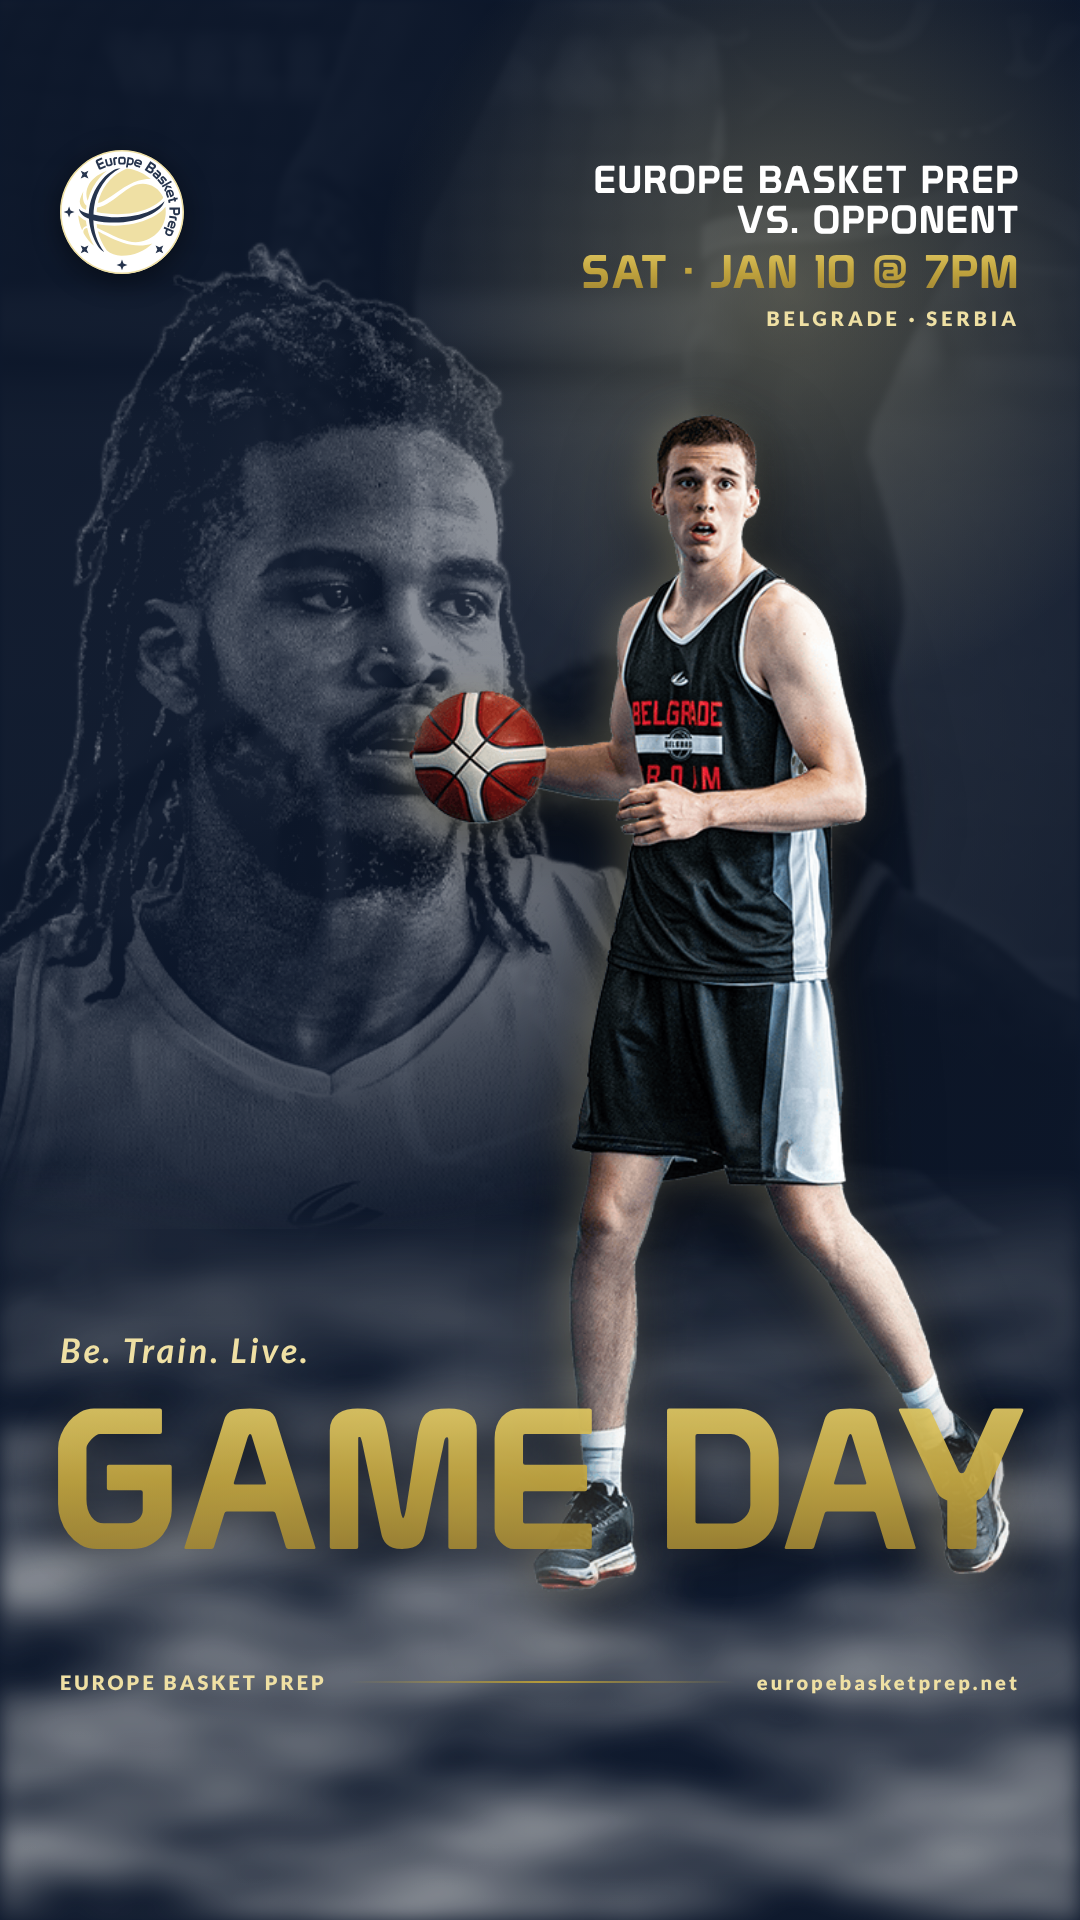 Europe Basket Prep
EUROPE BASKET PREP
VS. OPPONENT
SAT · JAN 10 @ 7PM
BELGRADE · SERBIA
BELGRADE
Be. Train. Live.
GAME DAY
EUROPE BASKET PREP
europebasketprep.net